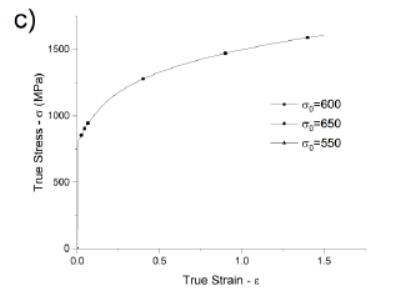 c)
1500
1000
500
0
True Stress - σ (MPa)
σ₀=600
σ₀=650
σ₀=550
0.0 0.5 1.0 1.5
True Strain - ε